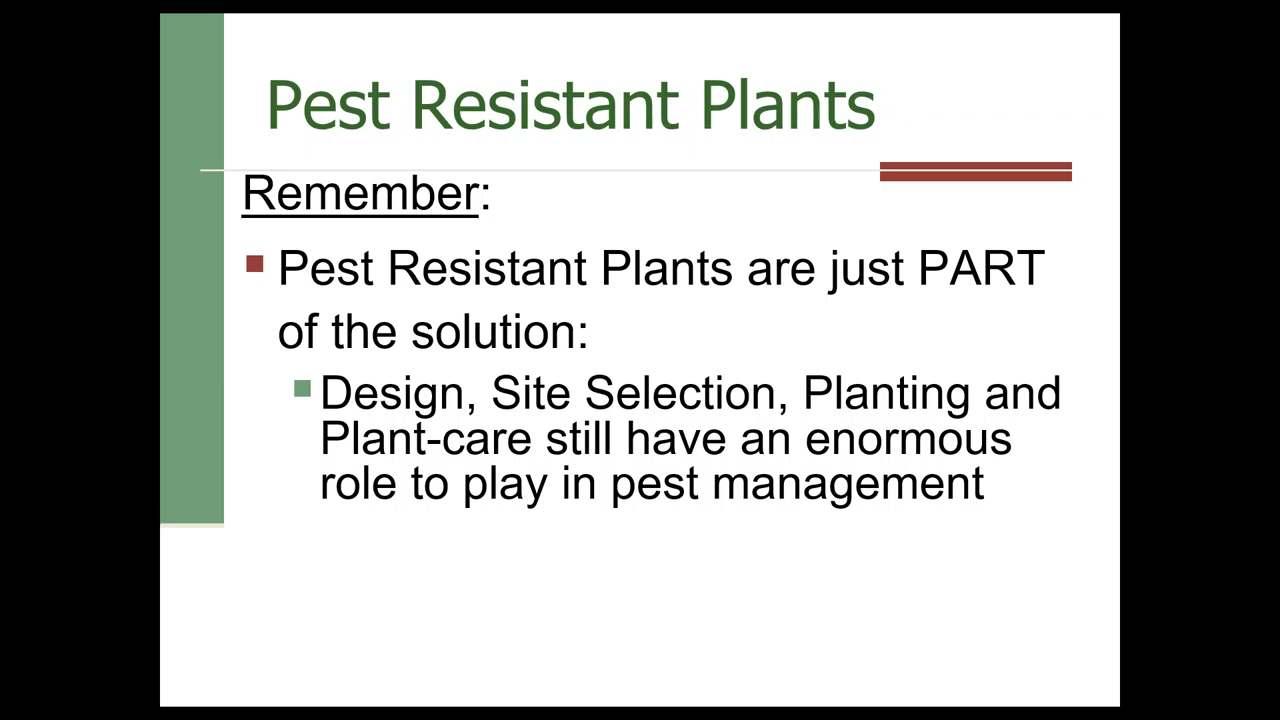 Pest Resistant Plants
Remember:
Pest Resistant Plants are just PART
of the solution:
Design, Site Selection, Planting and
Plant-care still have an enormous
role to play in pest management